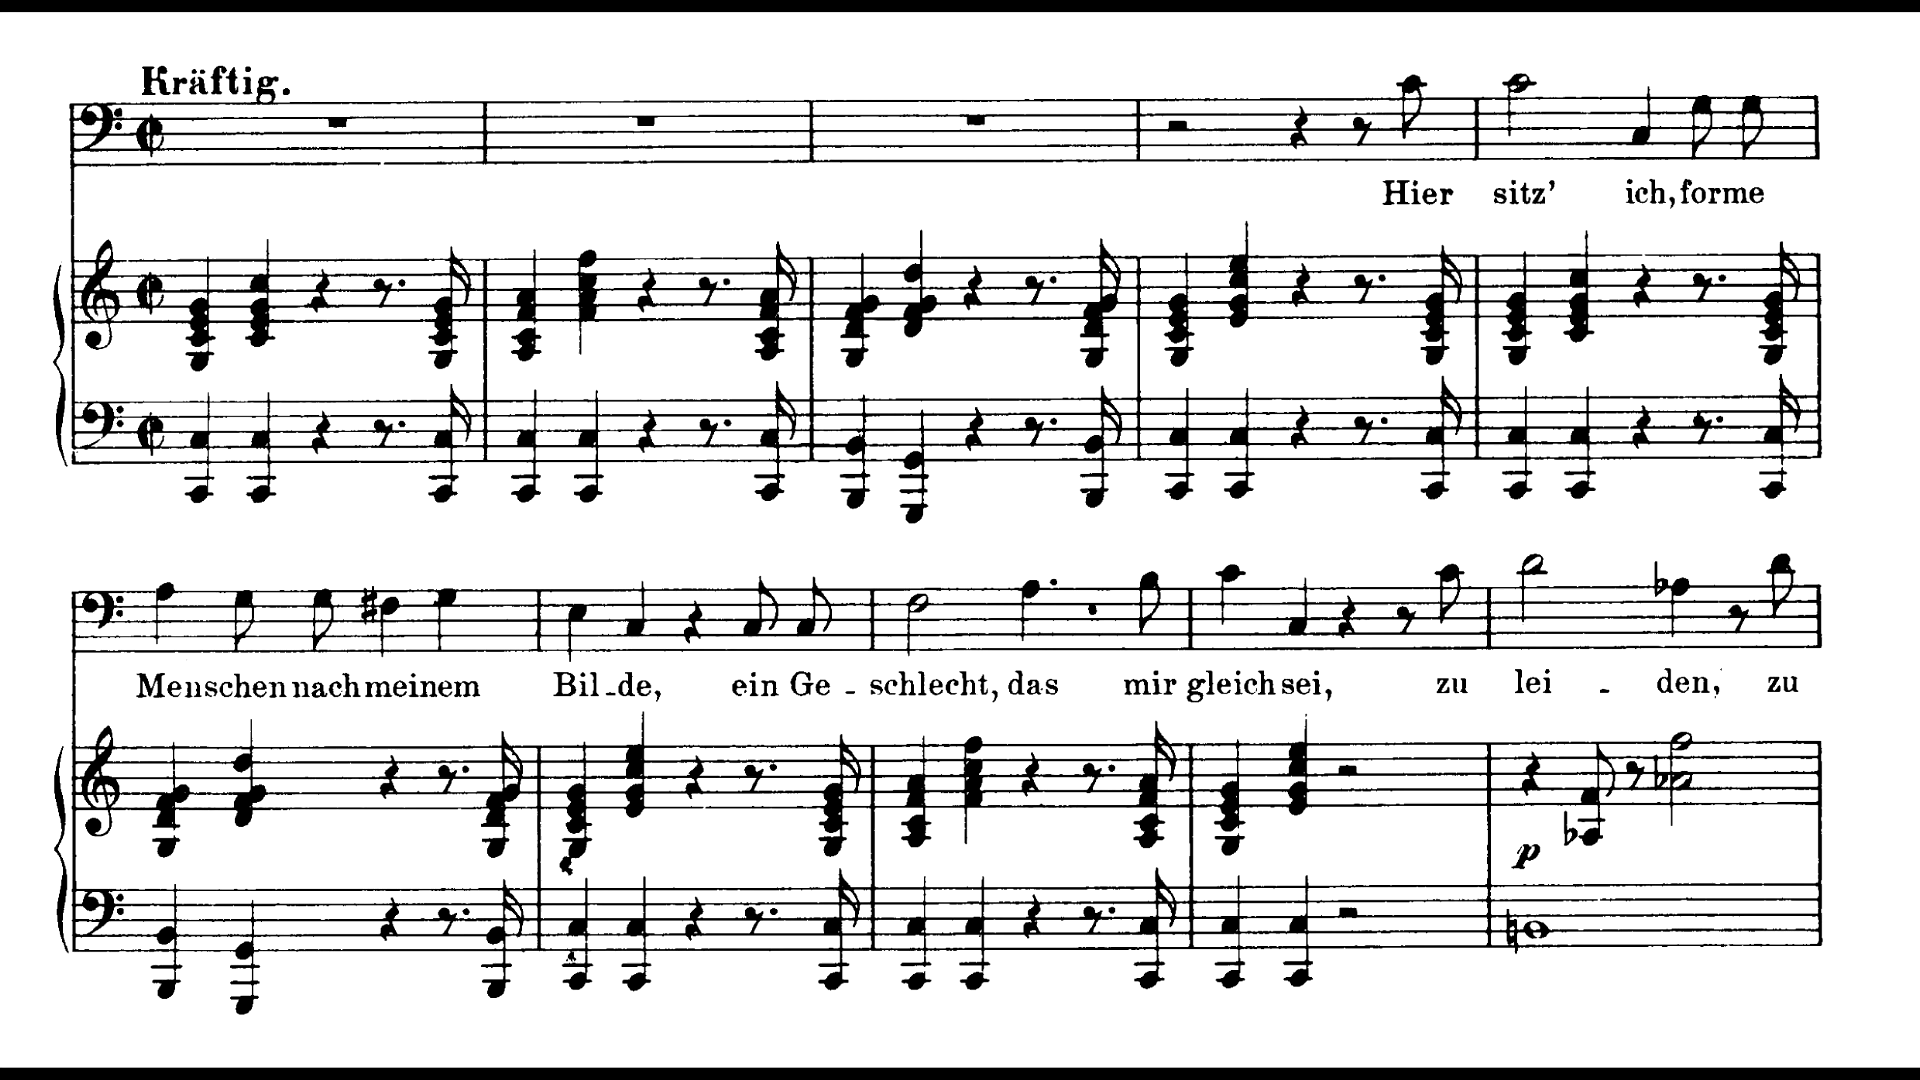 Kräftig.
Hier sitz' ich, forme
Menschen nach meinem Bil-de, ein Ge-schlecht, das mir gleich sei, zu lei-den, zu
p